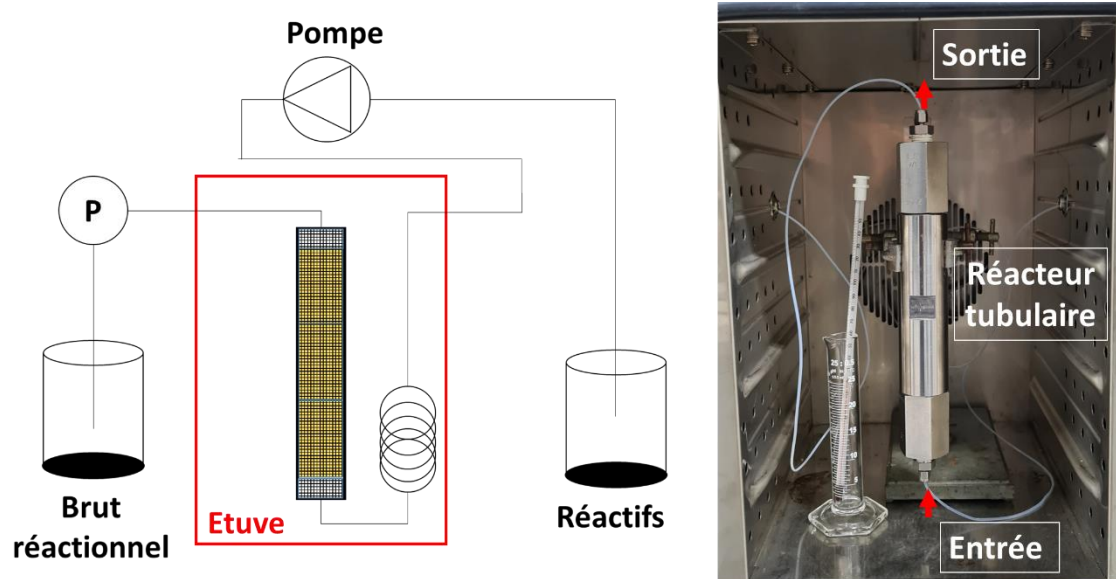 Pompe
P
Brut
réactionnel
Etuve
Réactifs
Sortie
Réacteur
tubulaire
Entrée